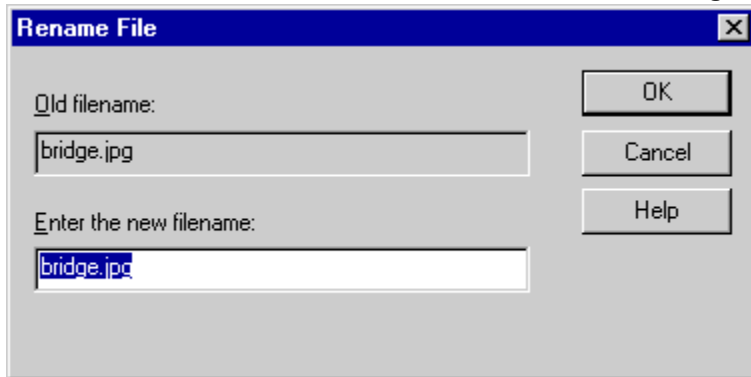 Rename File
Old filename:
bridge.jpg
Enter the new filename:
bridge.jpg
OK
Cancel
Help